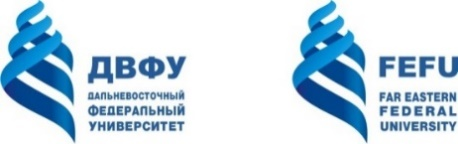 ДВФУ
ДАЛЬНЕВОСТОЧНЫЙ
ФЕДЕРАЛЬНЫЙ
УНИВЕРСИТЕТ
FEFU
FAR EASTERN
FEDERAL
UNIVERSITY